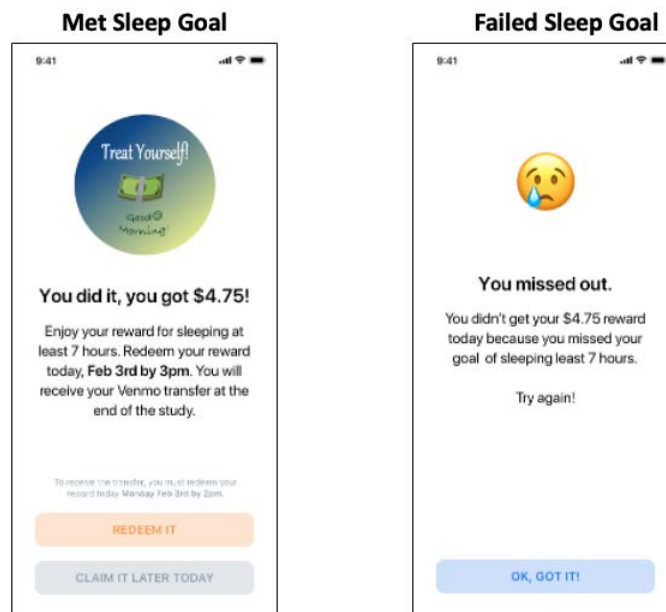 Met Sleep Goal
9:41
Treat Yourself!
Good
Morning!
You did it, you got $4.75!
Enjoy your reward for sleeping at
least 7 hours. Redeem your reward
today, Feb 3rd by 3pm. You will
receive your Venmo transfer at the
end of the study.
To receive the transfer, you must redeem your
reward today Monday Feb 3rd by 2pm.
REDEEM IT
CLAIM IT LATER TODAY
Failed Sleep Goal
9:41
You missed out.
You didn't get your $4.75 reward
today because you missed your
goal of sleeping least 7 hours.
Try again!
OK, GOT IT!